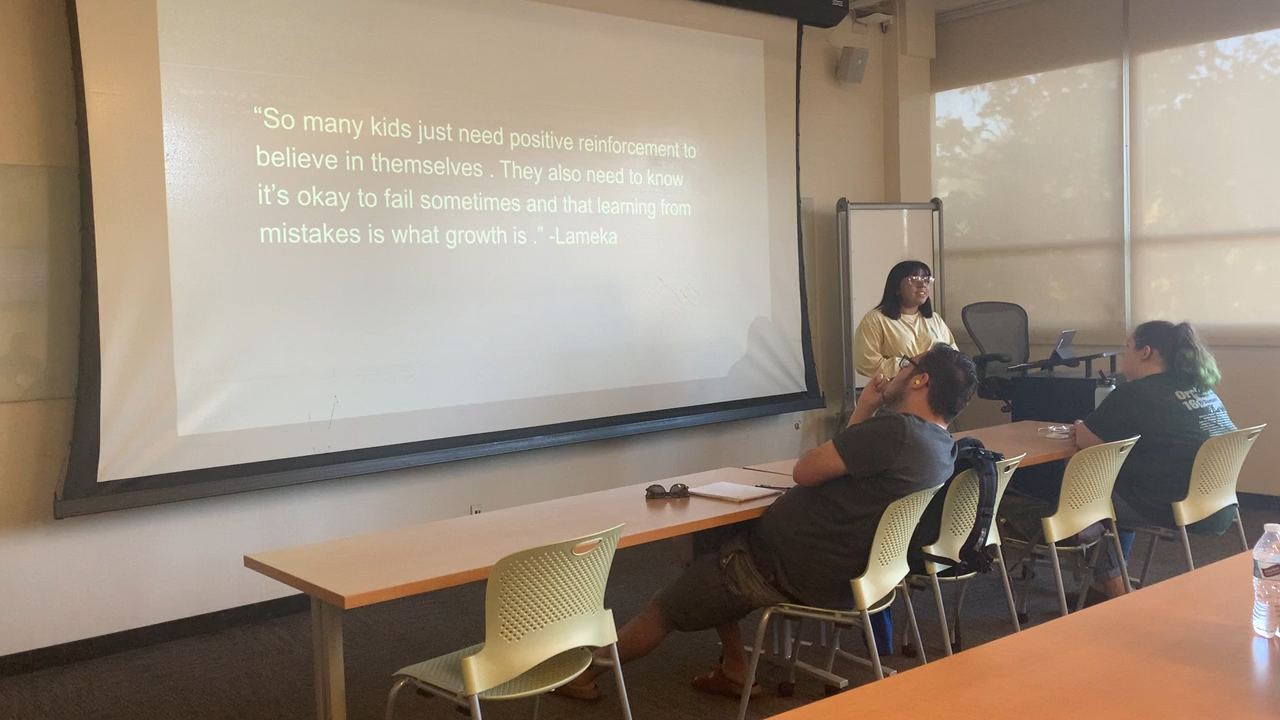 “So many kids just need positive reinforcement to
believe in themselves . They also need to know
it’s okay to fail sometimes and that learning from
mistakes is what growth is .” -Lameka